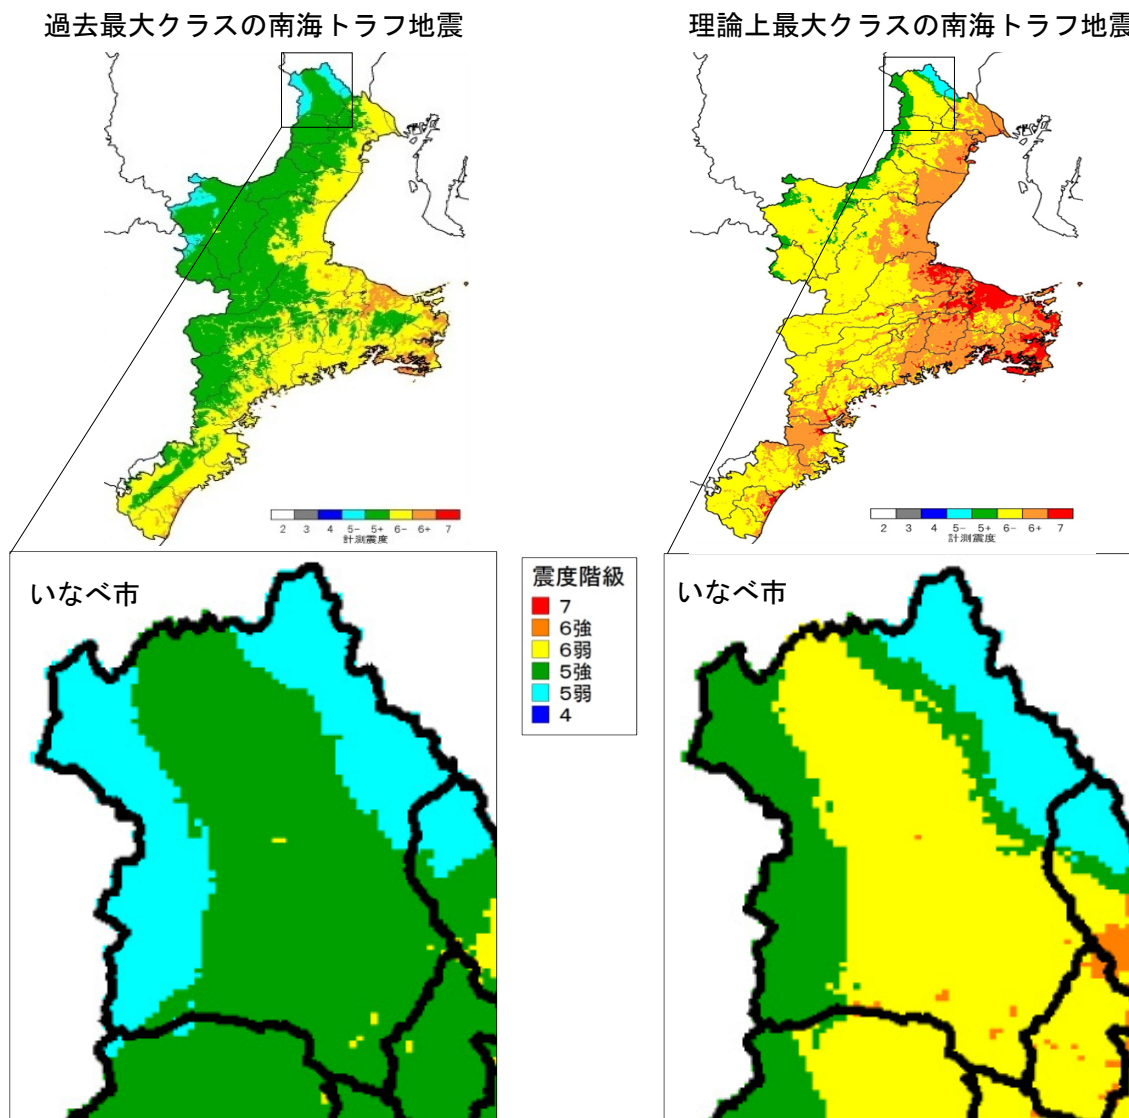 過去最大クラスの南海トラフ地震
理論上最大クラスの南海トラフ地震
2 3 4 5- 5+ 6- 6+ 7
計測震度
2 3 4 5- 5+ 6- 6+ 7
計測震度
いなべ市
震度階級
7
6強
6弱
5強
5弱
4
いなべ市